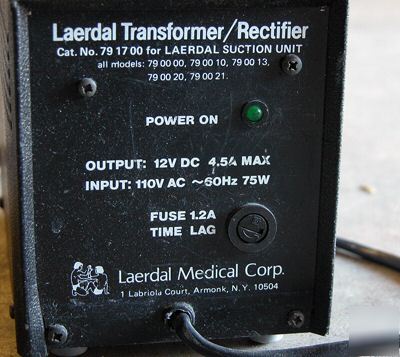 Laerdal Transformer/Rectifier
Cat. No. 79 17 00 for LAERDAL SUCTION UNIT
all models: 79 00 00, 79 00 10, 79 00 13,
79 00 20, 79 00 21.
POWER ON
OUTPUT: 12V DC 4.5A MAX
INPUT: 110V AC ~60Hz 75W
FUSE 1.2A
TIME LAG
Laerdal Medical Corp.
1 Labriola Court, Armonk, N.Y. 10504